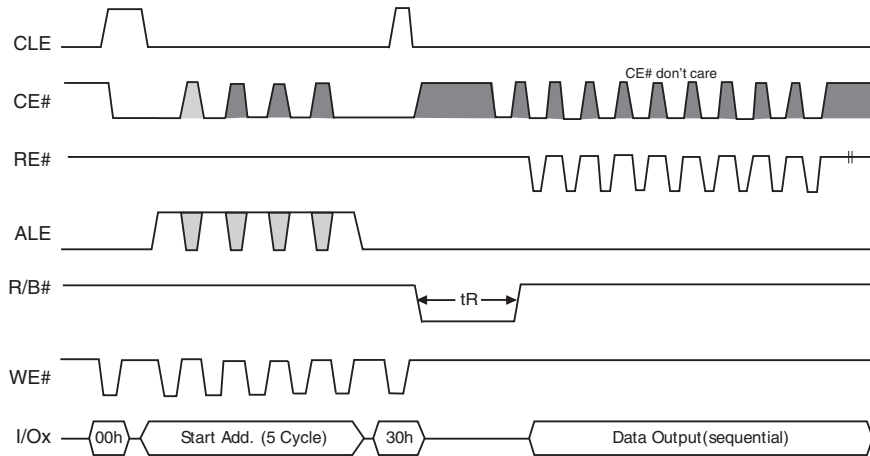 CLE
CE# don't care
CE#
RE#
ALE
R/B#
tR
WE#
I/Ox
00h
Start Add. (5 Cycle)
30h
Data Output(sequential)